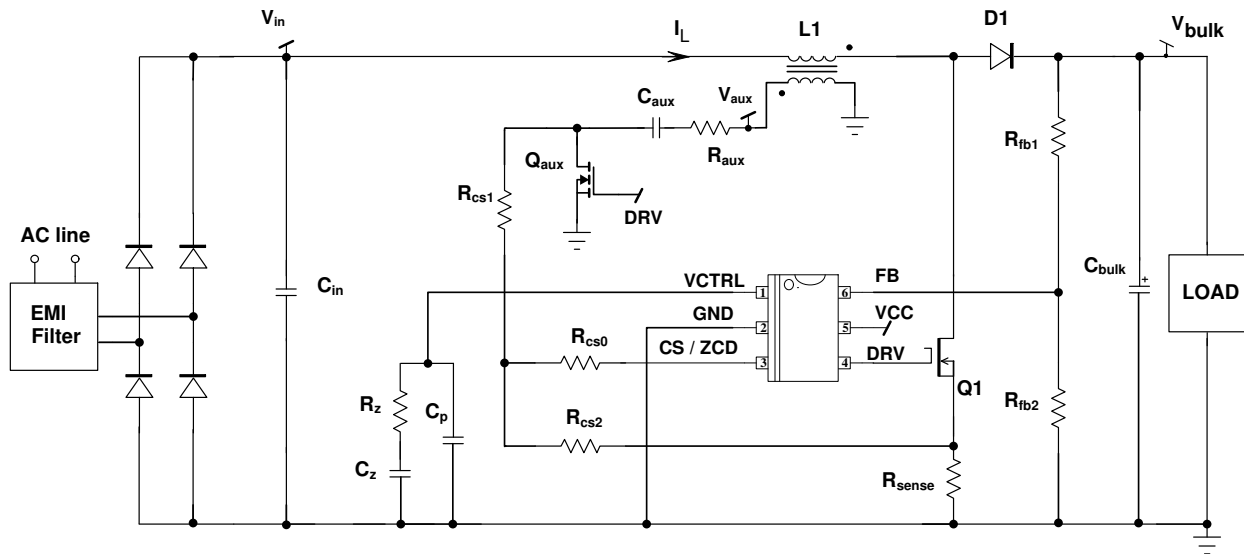 Vin
IL
L1
D1
Vbulk
Caux
Vaux
Raux
Rfb1
Qaux
Rcs1
DRV
AC line
EMI
Filter
Cin
VCTRL
FB
GND
VCC
Rcs0
CS / ZCD
DRV
1
2
3
6
5
4
Cbulk
+
LOAD
Q1
Rz
Cp
Rcs2
Rfb2
Cz
Rsense